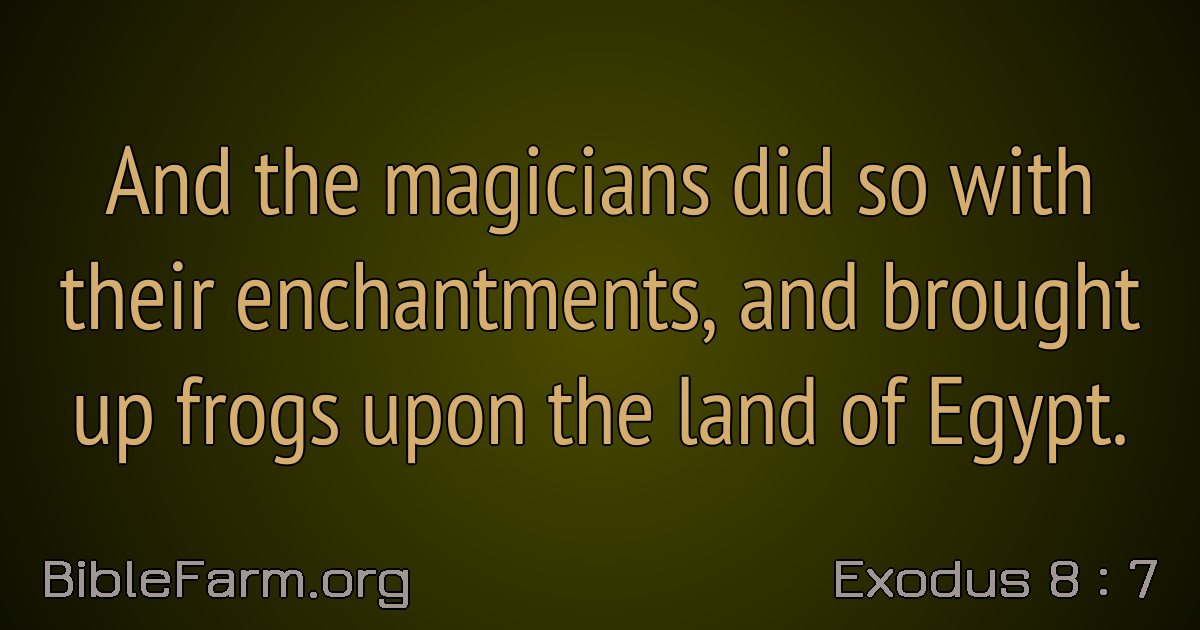 And the magicians did so with
their enchantments, and brought
up frogs upon the land of Egypt.
BibleFarm.org
Exodus 8 : 7